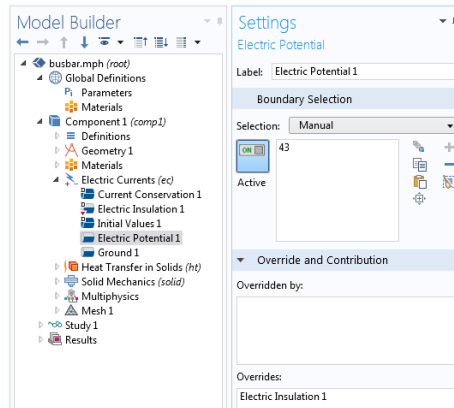 Model Builder
busbar.mph (root)
Global Definitions
Pi Parameters
Materials
Component 1 (comp1)
Definitions
Geometry 1
Materials
Electric Currents (ec)
Current Conservation 1
Electric Insulation 1
Initial Values 1
Electric Potential 1
Ground 1
Heat Transfer in Solids (ht)
Solid Mechanics (solid)
Multiphysics
Mesh 1
Study 1
Results
Settings
Electric Potential
Label: Electric Potential 1
Boundary Selection
Selection: Manual
ON
43
Active
Override and Contribution
Overridden by:
Overrides:
Electric Insulation 1